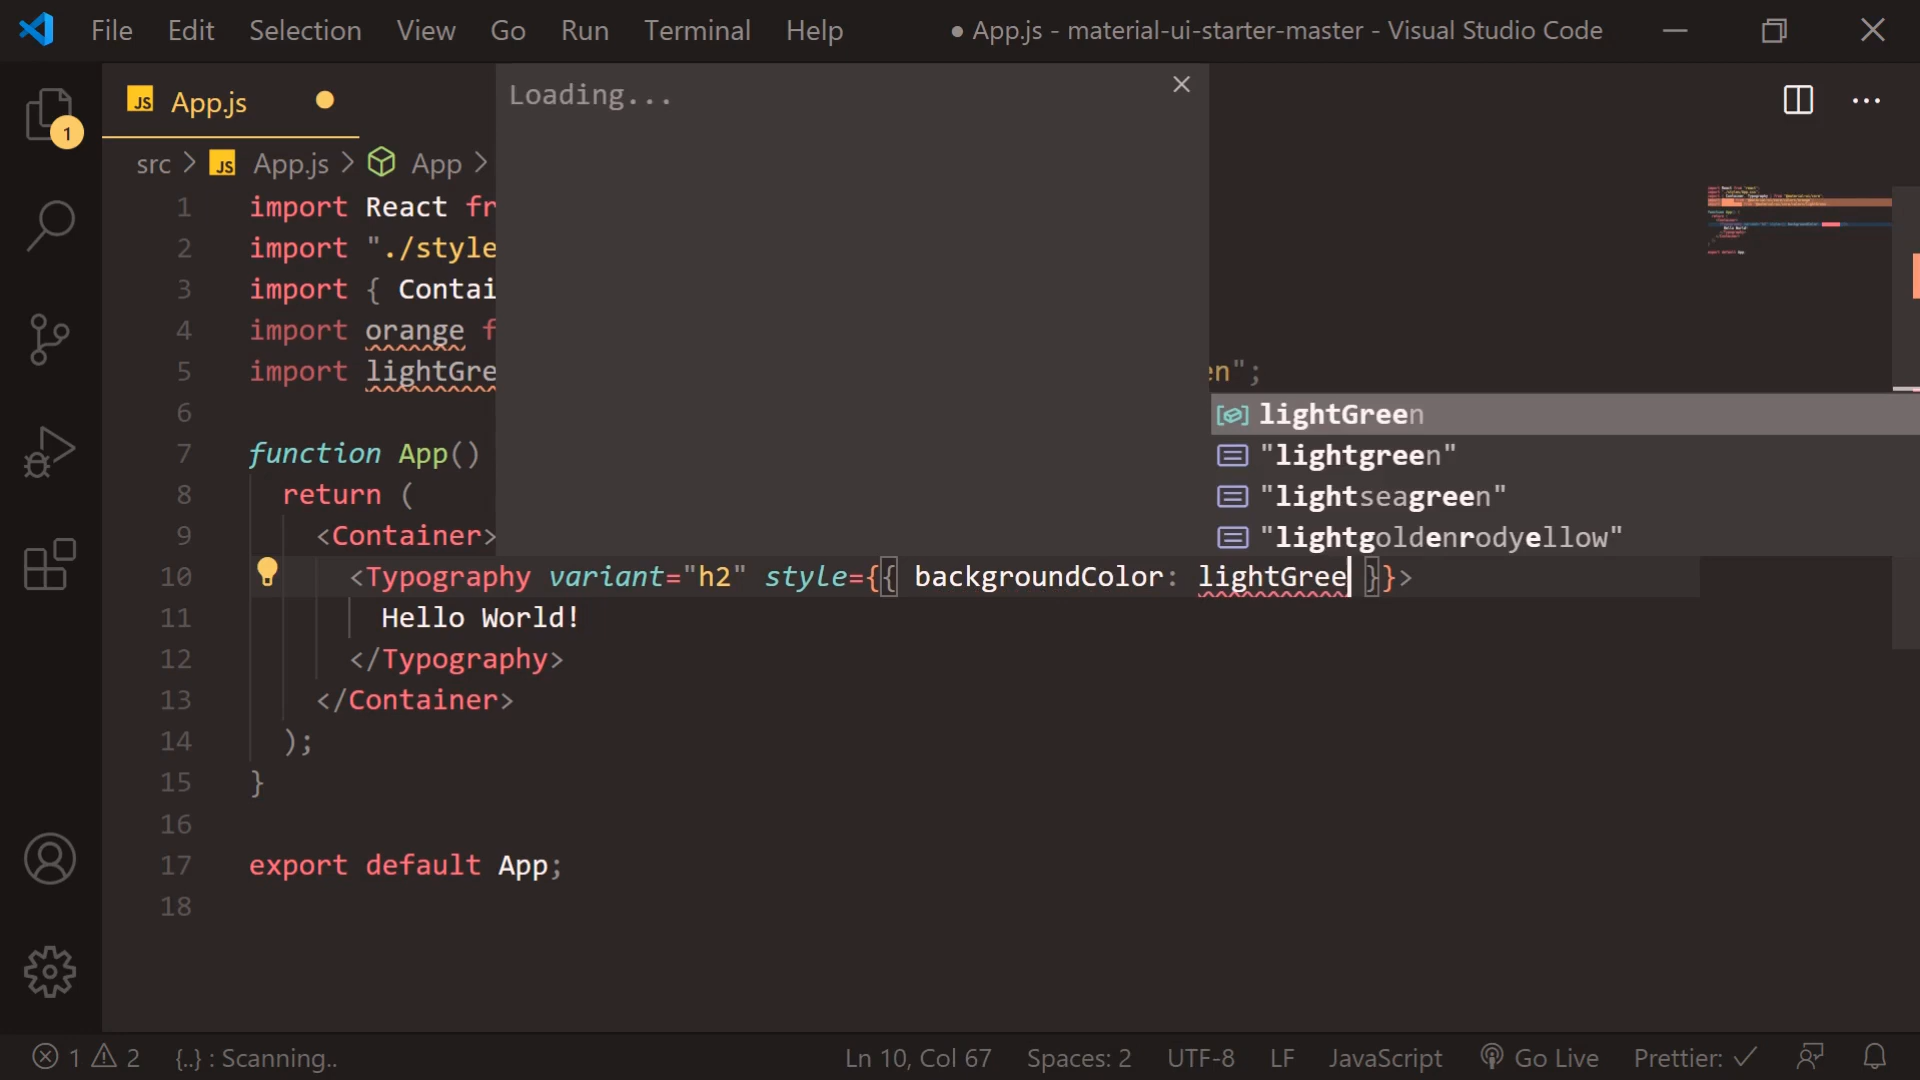 File Edit Selection View Go Run Terminal Help ● App.js - material-ui-starter-master - Visual Studio Code
JS App.js
Loading...
1
src > JS App.js > App >
1 import React fr
2 import "./style
3 import { Contai
4 import orange f
5 import lightGre en";
6
7 function App()
8 return (
9 <Container>
10 <Typography variant="h2" style={{ backgroundColor: lightGree }}>
11 Hello World!
12 </Typography>
13 </Container>
14 );
15 }
16
17 export default App;
18
lightGreen
"lightgreen"
"lightseagreen"
"lightgoldenrodyellow"
1 2 {..} : Scanning.. Ln 10, Col 67 Spaces: 2 UTF-8 LF JavaScript Go Live Prettier: ✓